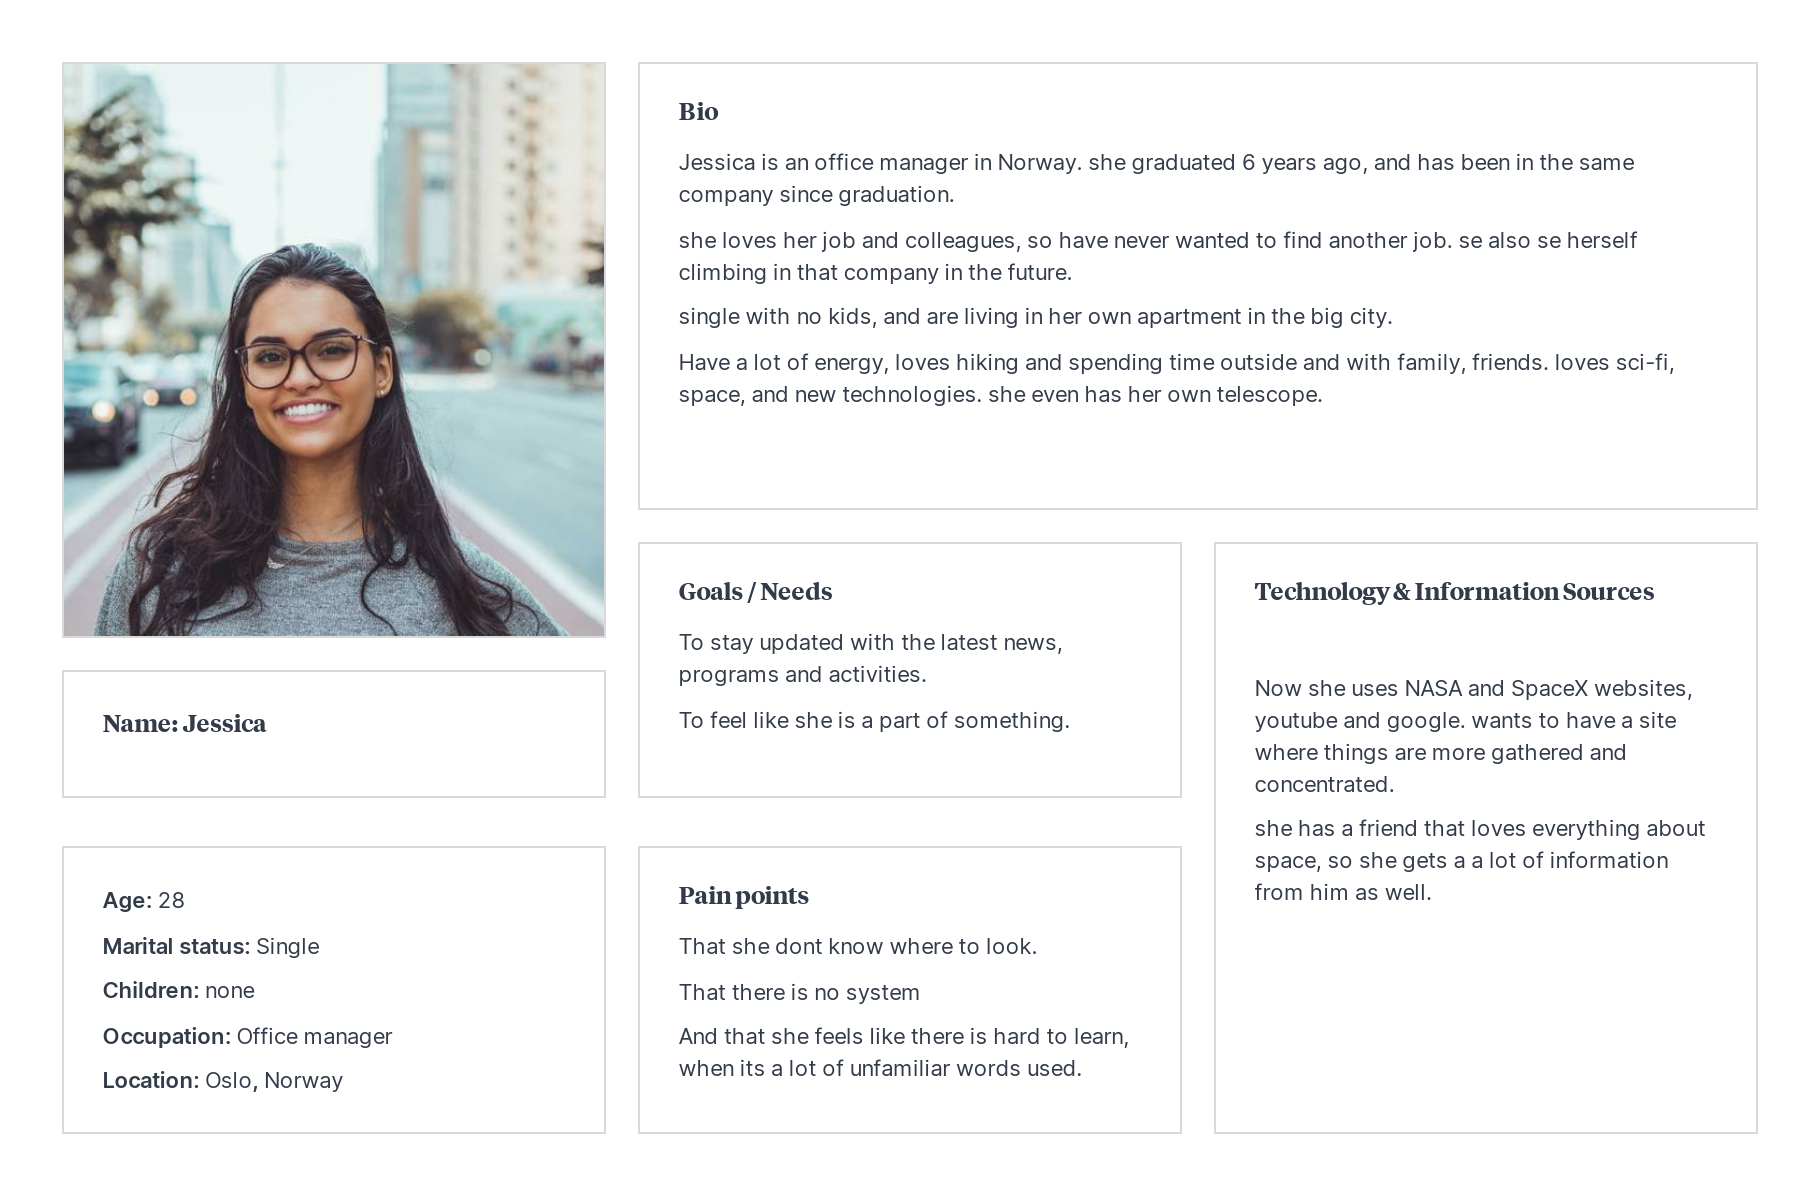 Bio
Jessica is an office manager in Norway. she graduated 6 years ago, and has been in the same
company since graduation.
she loves her job and colleagues, so have never wanted to find another job. se also se herself
climbing in that company in the future.
single with no kids, and are living in her own apartment in the big city.
Have a lot of energy, loves hiking and spending time outside and with family, friends. loves sci-fi,
space, and new technologies. she even has her own telescope.
Name: Jessica
Age: 28
Marital status: Single
Children: none
Occupation: Office manager
Location: Oslo, Norway
Goals / Needs
To stay updated with the latest news,
programs and activities.
To feel like she is a part of something.
Pain points
That she dont know where to look.
That there is no system
And that she feels like there is hard to learn,
when its a lot of unfamiliar words used.
Technology & Information Sources
Now she uses NASA and SpaceX websites,
youtube and google. wants to have a site
where things are more gathered and
concentrated.
she has a friend that loves everything about
space, so she gets a a lot of information
from him as well.